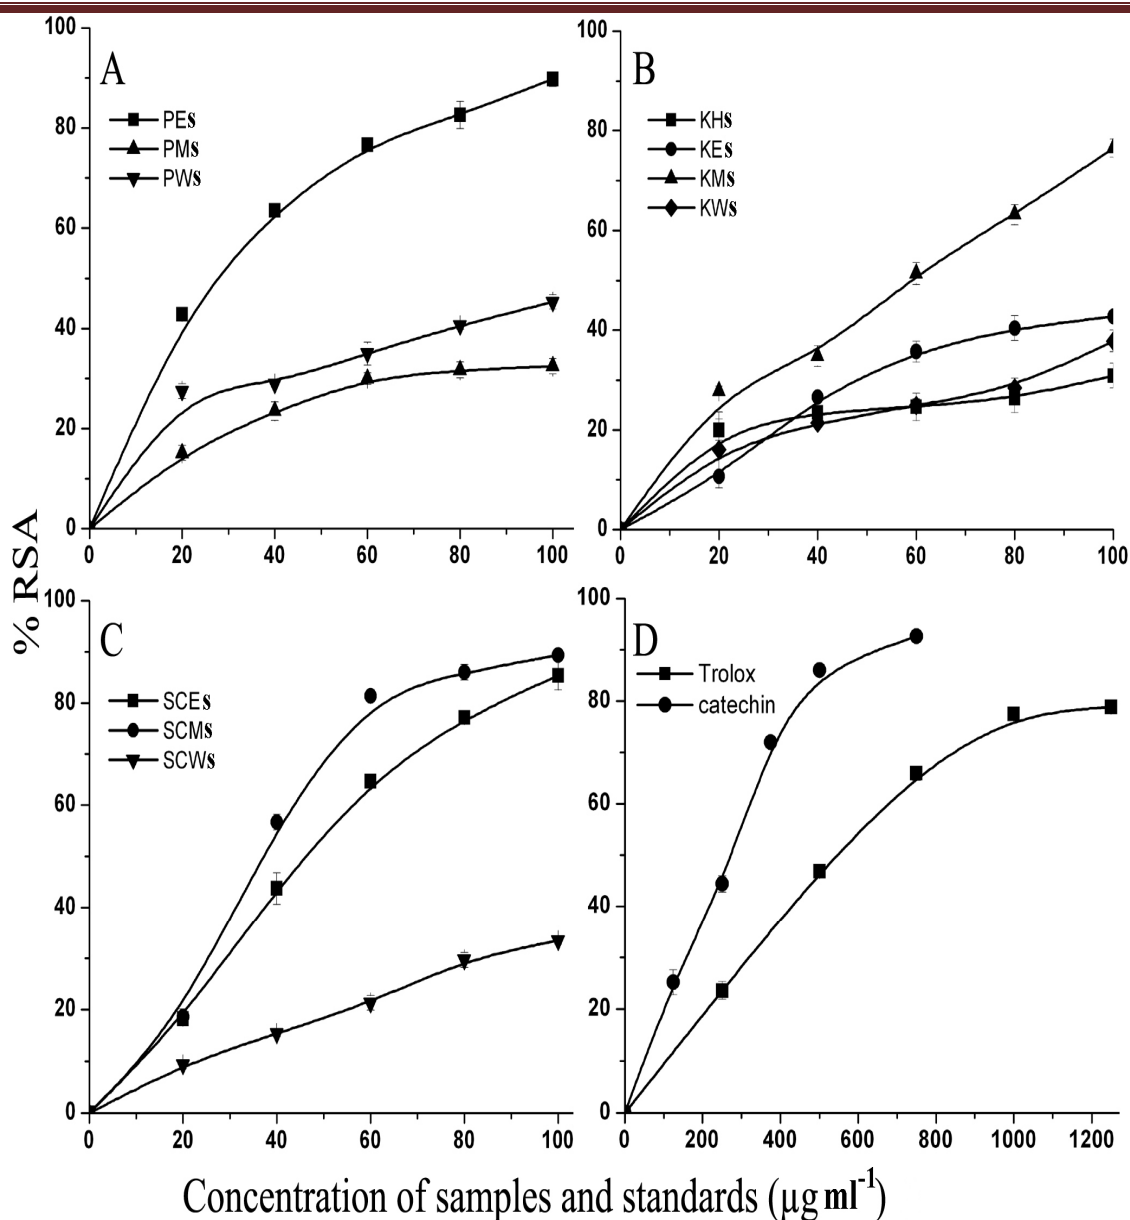 A
PEs
PMs
PWs
100
80
60
40
20
0
0 20 40 60 80 100
B
KHs
KEs
KMs
KWs
100
80
60
40
20
0
0 20 40 60 80 100
% RSA
C
SCEs
SCMs
SCWs
100
80
60
40
20
0
0 20 40 60 80 100
D
Trolox
catechin
100
80
60
40
20
0
0 200 400 600 800 1000 1200
Concentration of samples and standards (µg ml⁻¹)